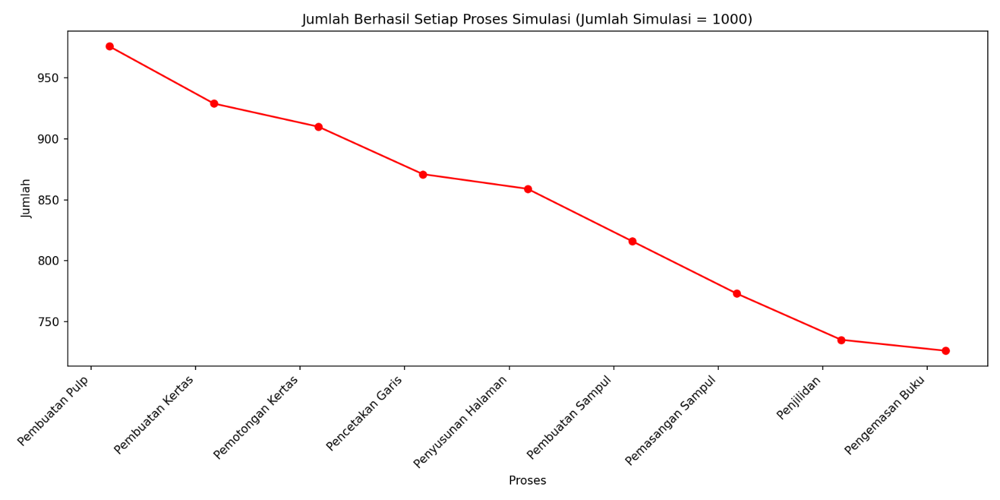 Jumlah Berhasil Setiap Proses Simulasi (Jumlah Simulasi = 1000)
Jumlah
950
900
850
800
750
Pembuatan Pulp
Pembuatan Kertas
Pemotongan Kertas
Pencetakan Garis
Penyusunan Halaman
Pembuatan Sampul
Pemasangan Sampul
Penjilidan
Pengemasan Buku
Proses